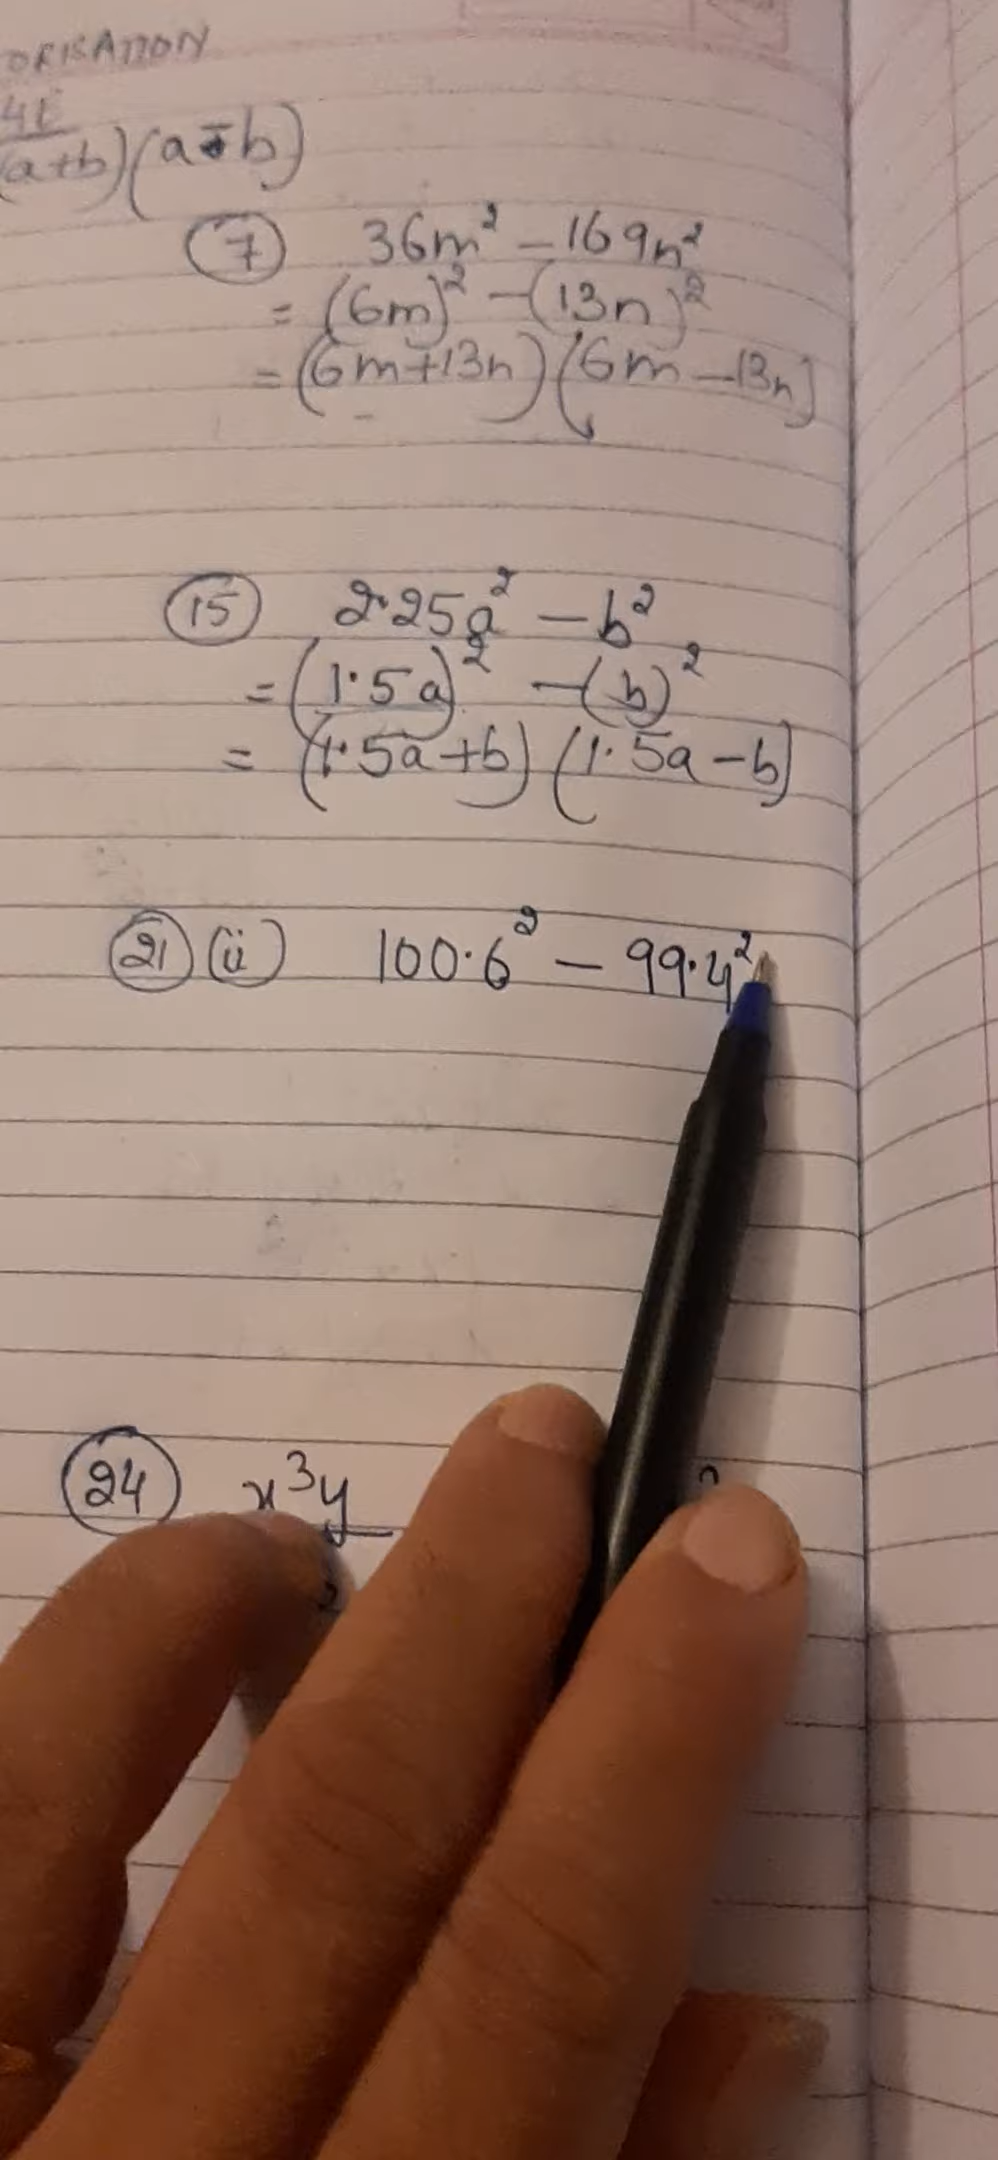 ORISATION
4E
(a+b)(a-b)
7 36m² - 169n²
= (6m)² - (13n)²
= (6m+13n)(6m-13n)
15 2.25a² - b²
= (1.5a)² - (b)²
= (1.5a+b)(1.5a-b)
21 (ii) 100.6² - 99.4²
24 x³y